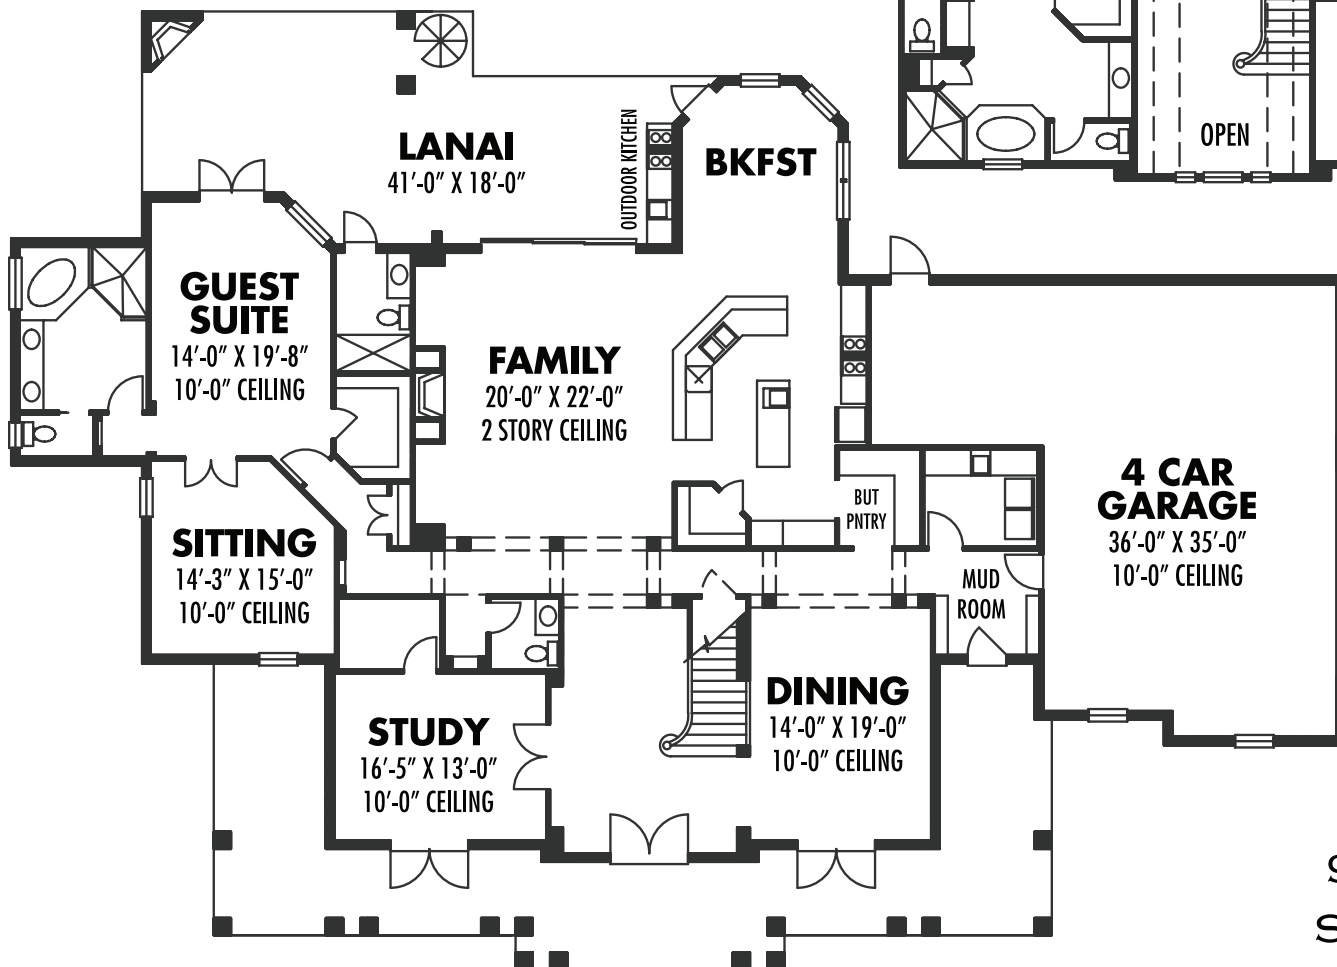 OPEN
LANAI
41'-0" X 18'-0"
OUTDOOR KITCHEN
BKFST
GUEST
SUITE
14'-0" X 19'-8"
10'-0" CEILING
FAMILY
20'-0" X 22'-0"
2 STORY CEILING
4 CAR
GARAGE
36'-0" X 35'-0"
10'-0" CEILING
BUT
PNTRY
SITTING
14'-3" X 15'-0"
10'-0" CEILING
MUD
ROOM
STUDY
16'-5" X 13'-0"
10'-0" CEILING
DINING
14'-0" X 19'-0"
10'-0" CEILING
S
S